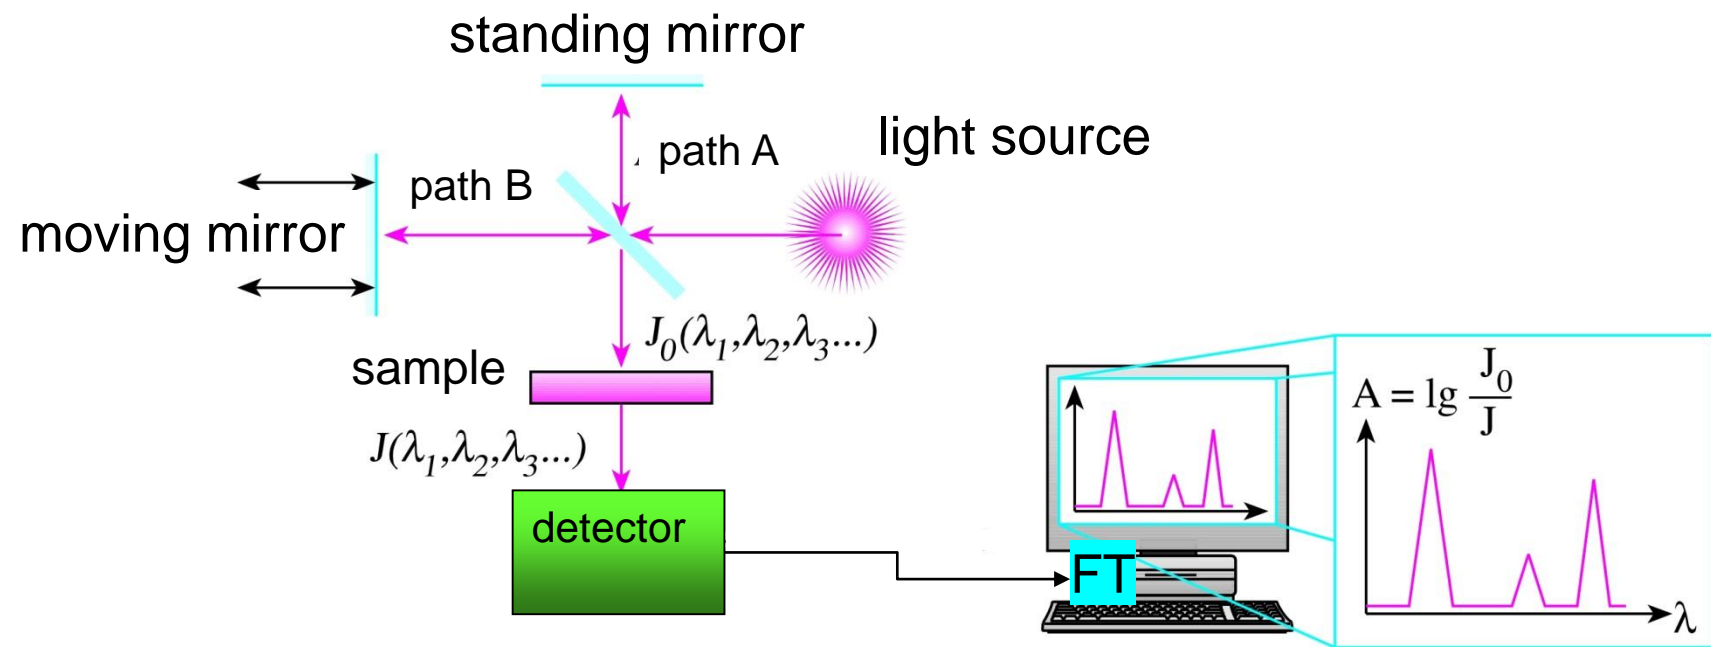 standing mirror
light source
path A
path B
moving mirror
J₀(λ₁,λ₂,λ₃...)
sample
J(λ₁,λ₂,λ₃...)
detector
FT
A = lg J₀/J
λ